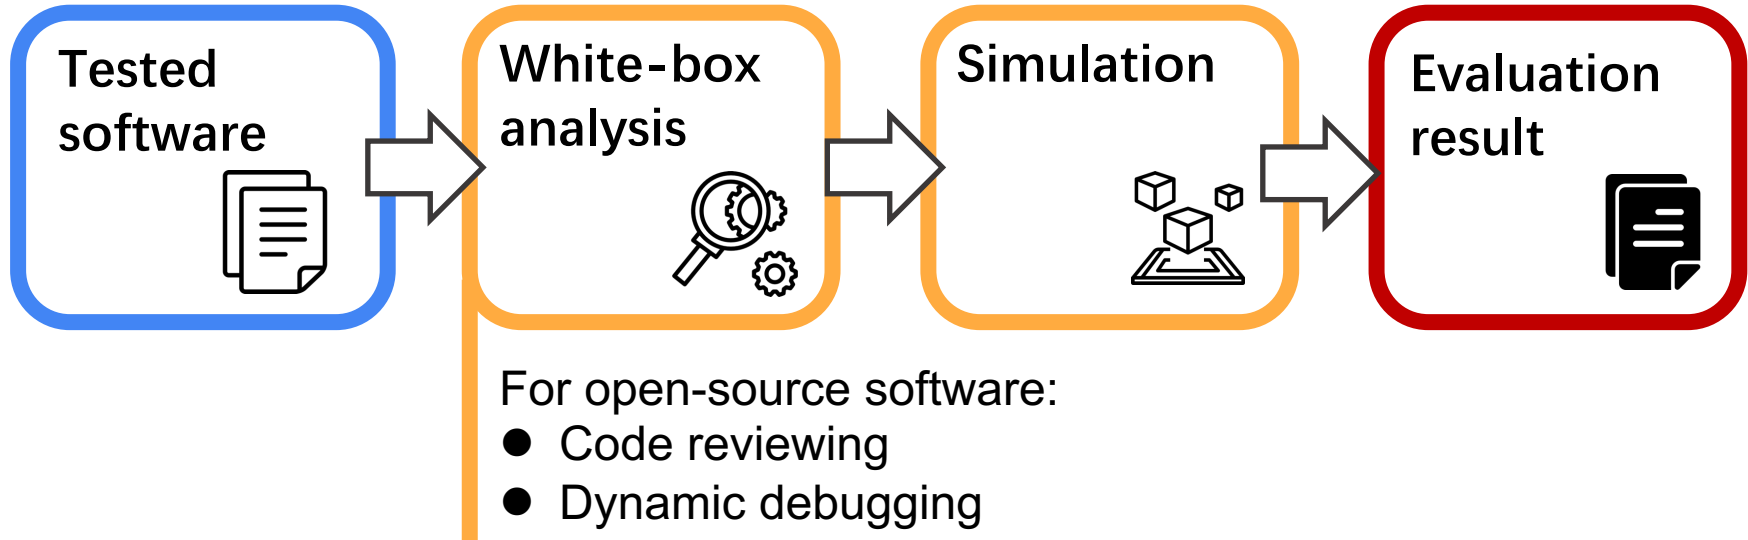 Tested
software
White-box
analysis
Simulation
Evaluation
result
For open-source software:
● Code reviewing
● Dynamic debugging